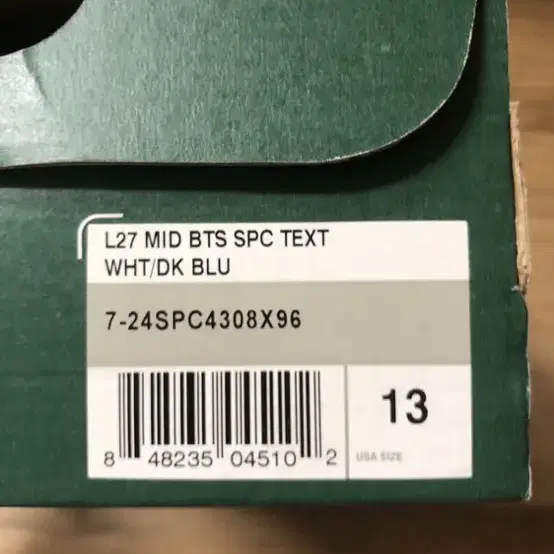 L27 MID BTS SPC TEXT
WHT/DK BLU
7-24SPC4308X96
13
8 48235 04510 2
USA SIZE